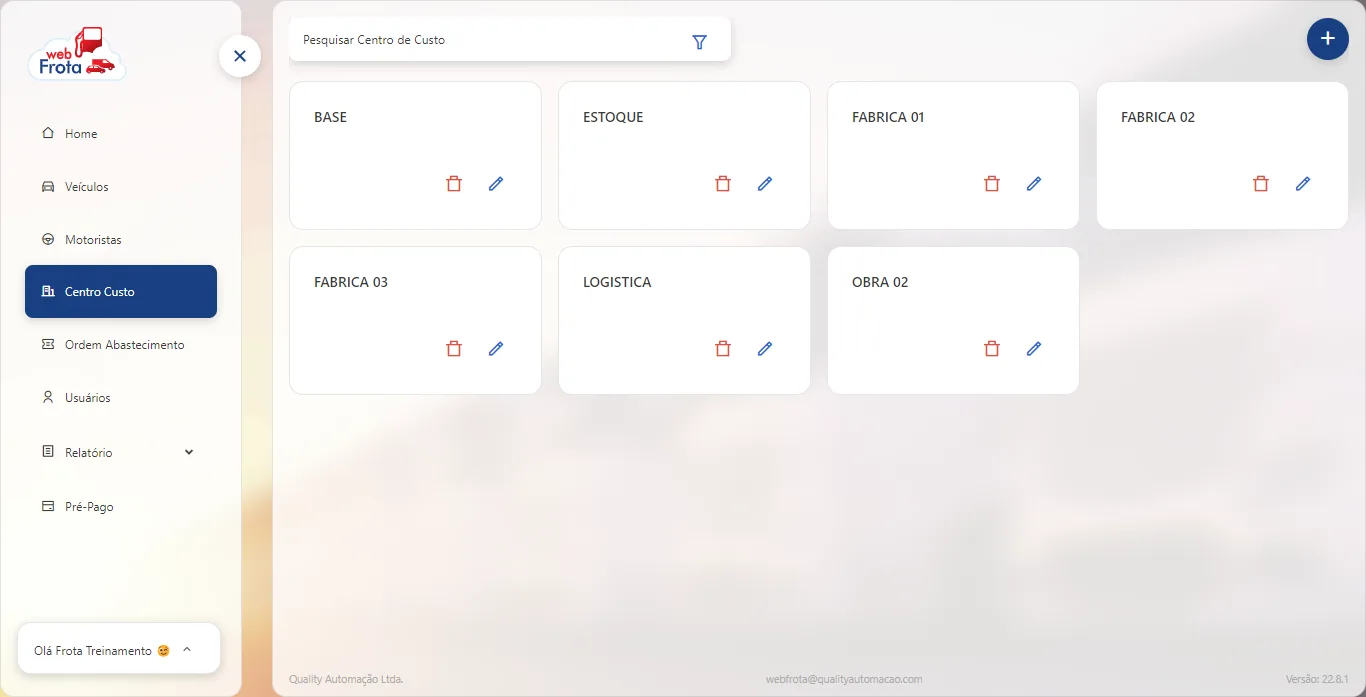 web
Frota
Home
Veículos
Motoristas
Centro Custo
Ordem Abastecimento
Usuários
Relatório
Pré-Pago
Olá Frota Treinamento 😉
Pesquisar Centro de Custo
BASE
ESTOQUE
FABRICA 01
FABRICA 02
FABRICA 03
LOGISTICA
OBRA 02
Quality Automação Ltda.
webfrota@qualityautomacao.com
Versão: 22.8.1